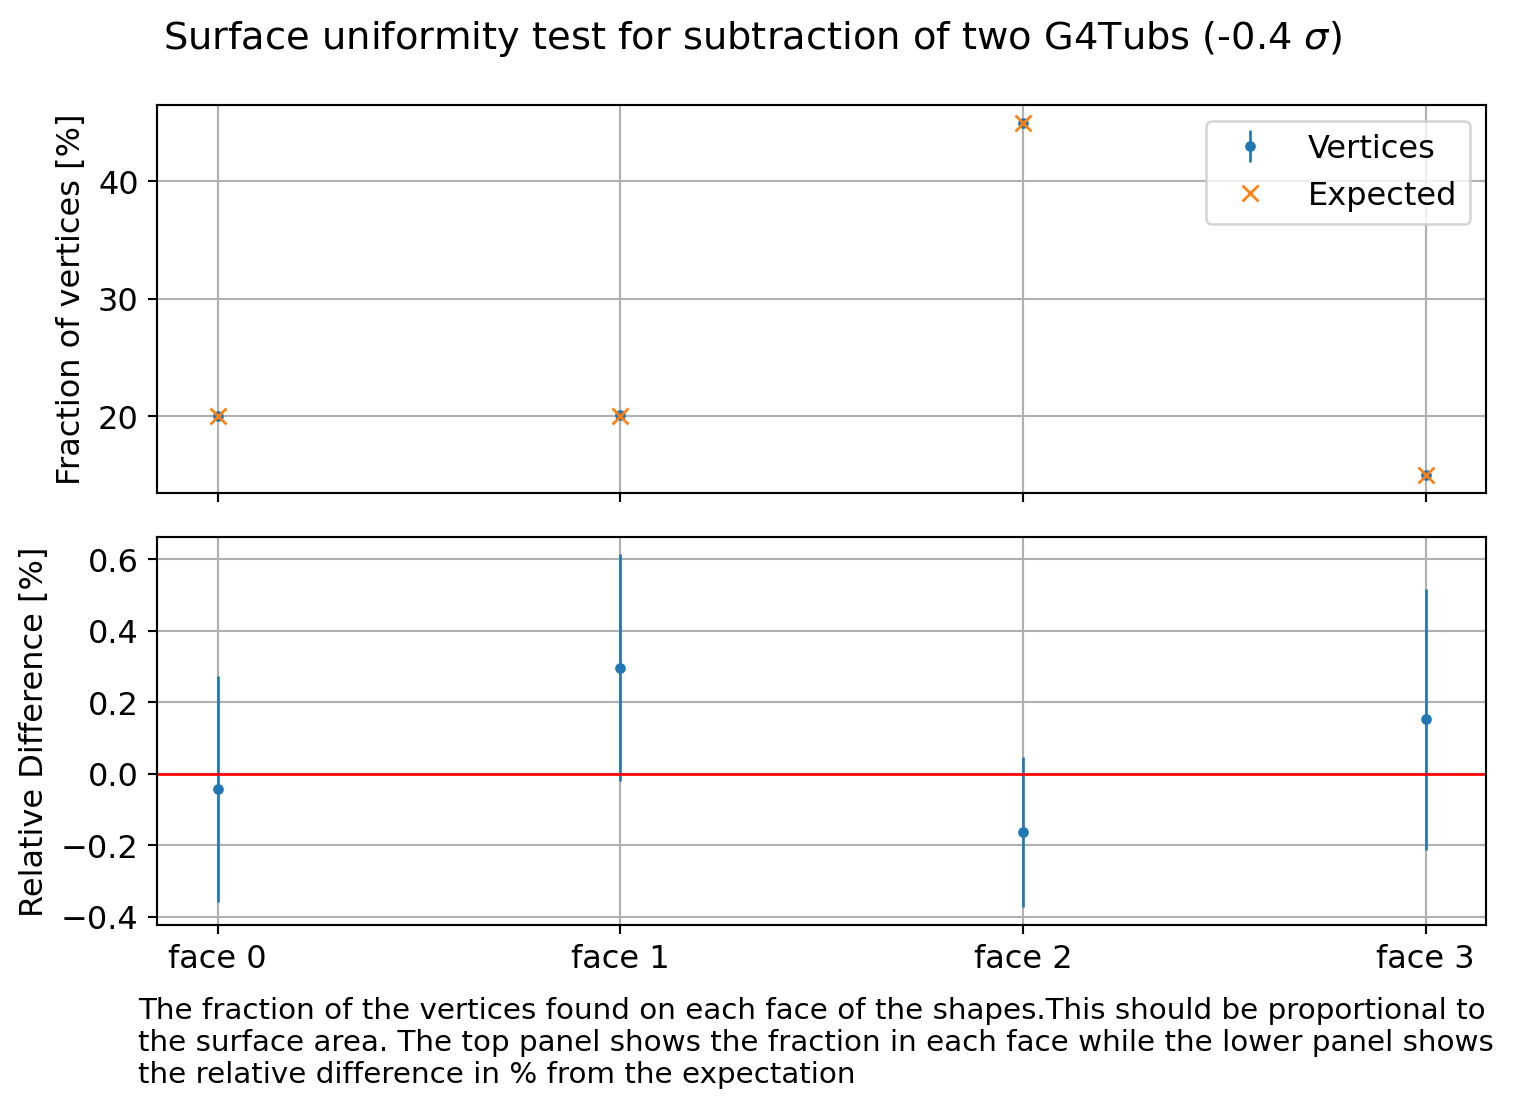 Surface uniformity test for subtraction of two G4Tubs (-0.4 σ)
Fraction of vertices [%]
40
30
20
Vertices
Expected
Relative Difference [%]
0.6
0.4
0.2
0.0
−0.2
−0.4
face 0
face 1
face 2
face 3
The fraction of the vertices found on each face of the shapes.This should be proportional to
the surface area. The top panel shows the fraction in each face while the lower panel shows
the relative difference in % from the expectation